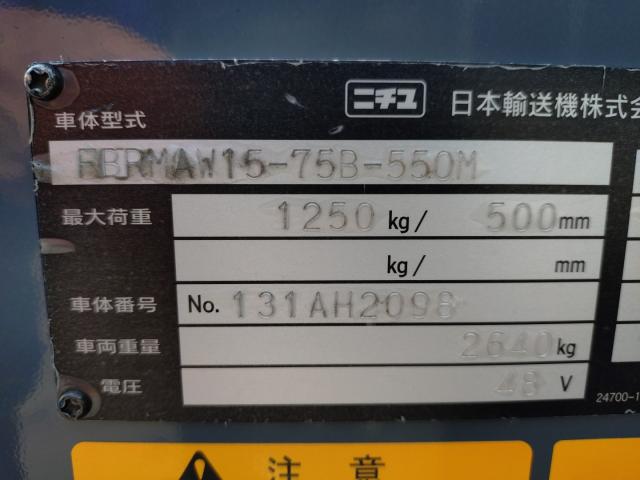 ニチユ 日本輸送機株式会
車体型式
FBRMAW15-75B-550M
最大荷重 1250 kg/ 500 mm
kg/ mm
車体番号 No. 131AH2098
車両重量 2640 kg
電圧 48 V
24700-1
注 意